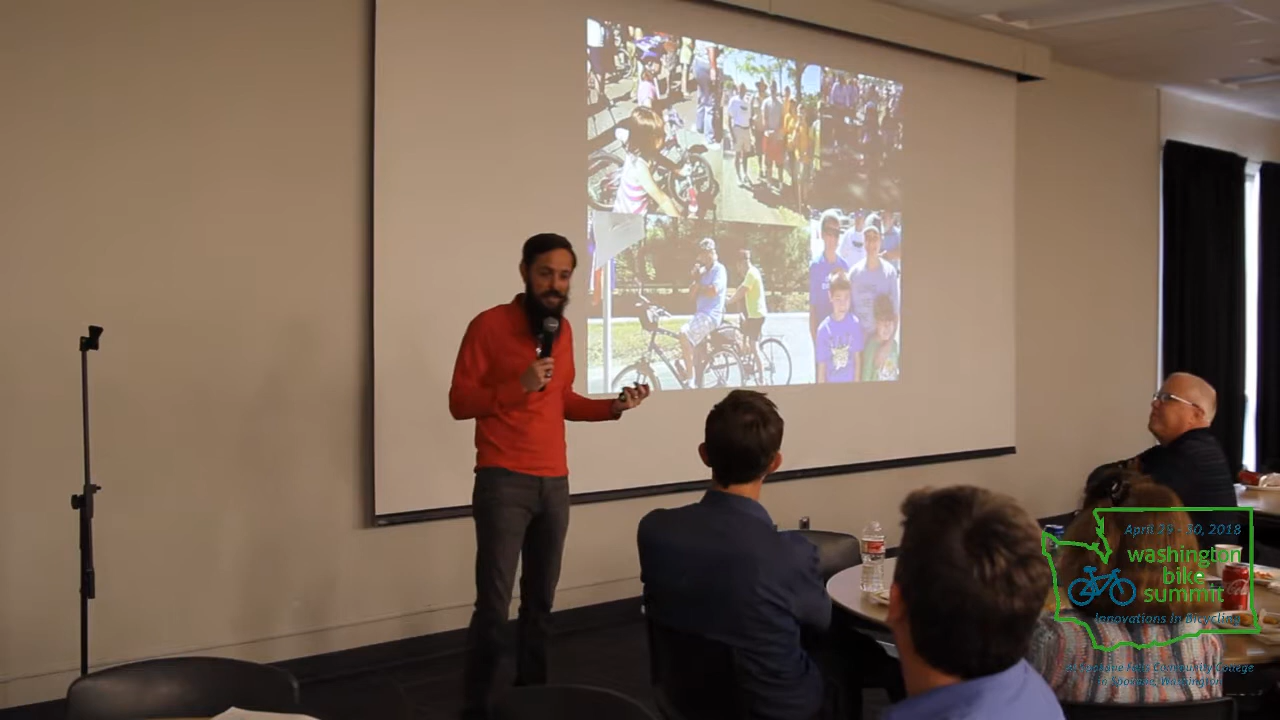 April 29 - 30, 2018
washington
bike
summit
Innovations in Bicycling
at Spokane Falls Community College
in Spokane, Washington